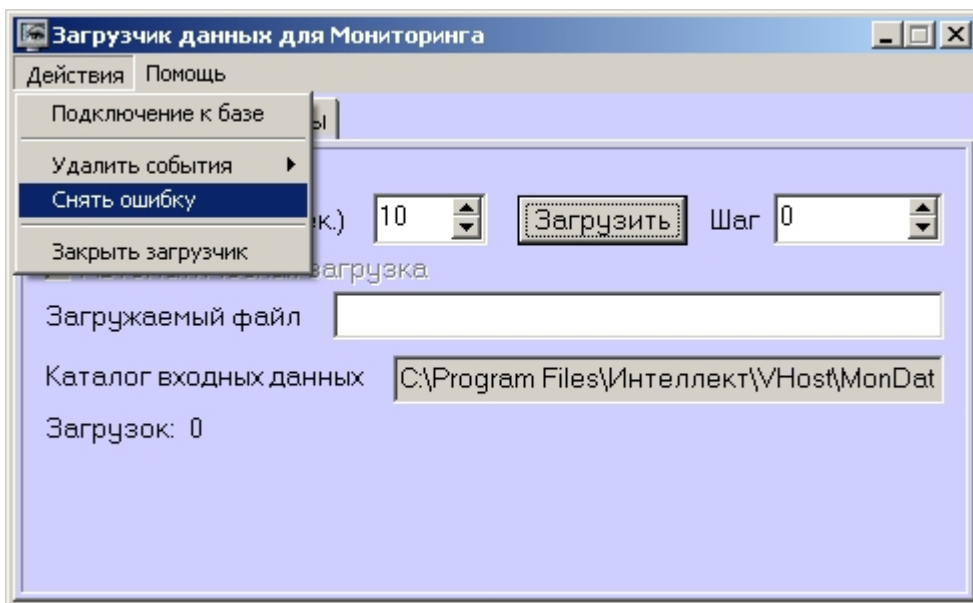 Загрузчик данных для Мониторинга
Действия Помощь
Подключение к базе
Удалить события
Снять ошибку
10 Загрузить Шаг 0
Закрыть загрузчик
загрузка
Загружаемый файл
Каталог входных данных C:\Program Files\Интеллект\VHost\MonDat
Загрузок: 0